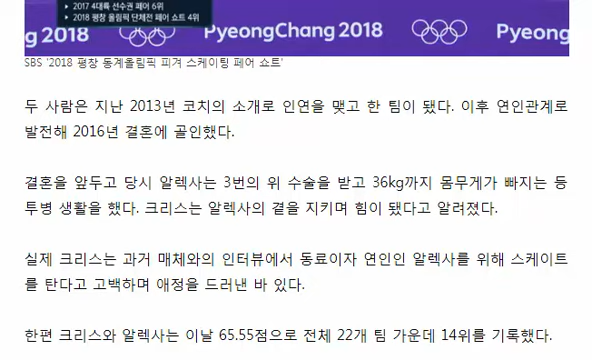 ▸ 2017 4대륙 선수권 페어 6위
▸ 2018 평창 올림픽 단체전 페어 쇼트 4위
ng 2018 PyeongChang 2018 Pyeong
SBS '2018 평창 동계올림픽 피겨 스케이팅 페어 쇼트'
두 사람은 지난 2013년 코치의 소개로 인연을 맺고 한 팀이 됐다. 이후 연인관계로
발전해 2016년 결혼에 골인했다.
결혼을 앞두고 당시 알렉사는 3번의 위 수술을 받고 36kg까지 몸무게가 빠지는 등
투병 생활을 했다. 크리스는 알렉사의 곁을 지키며 힘이 됐다고 알려졌다.
실제 크리스는 과거 매체와의 인터뷰에서 동료이자 연인인 알렉사를 위해 스케이트
를 탄다고 고백하며 애정을 드러낸 바 있다.
한편 크리스와 알렉사는 이날 65.55점으로 전체 22개 팀 가운데 14위를 기록했다.